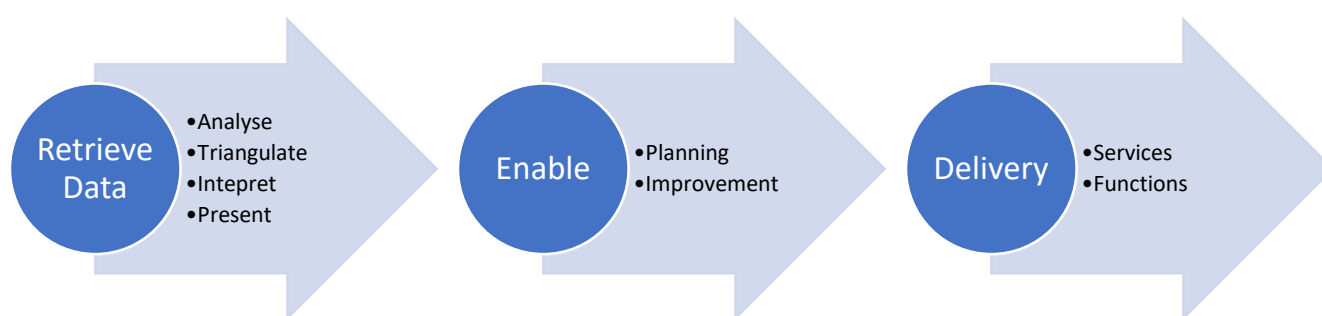 Retrieve
Data
•Analyse
•Triangulate
•Intepret
•Present
Enable
•Planning
•Improvement
Delivery
•Services
•Functions